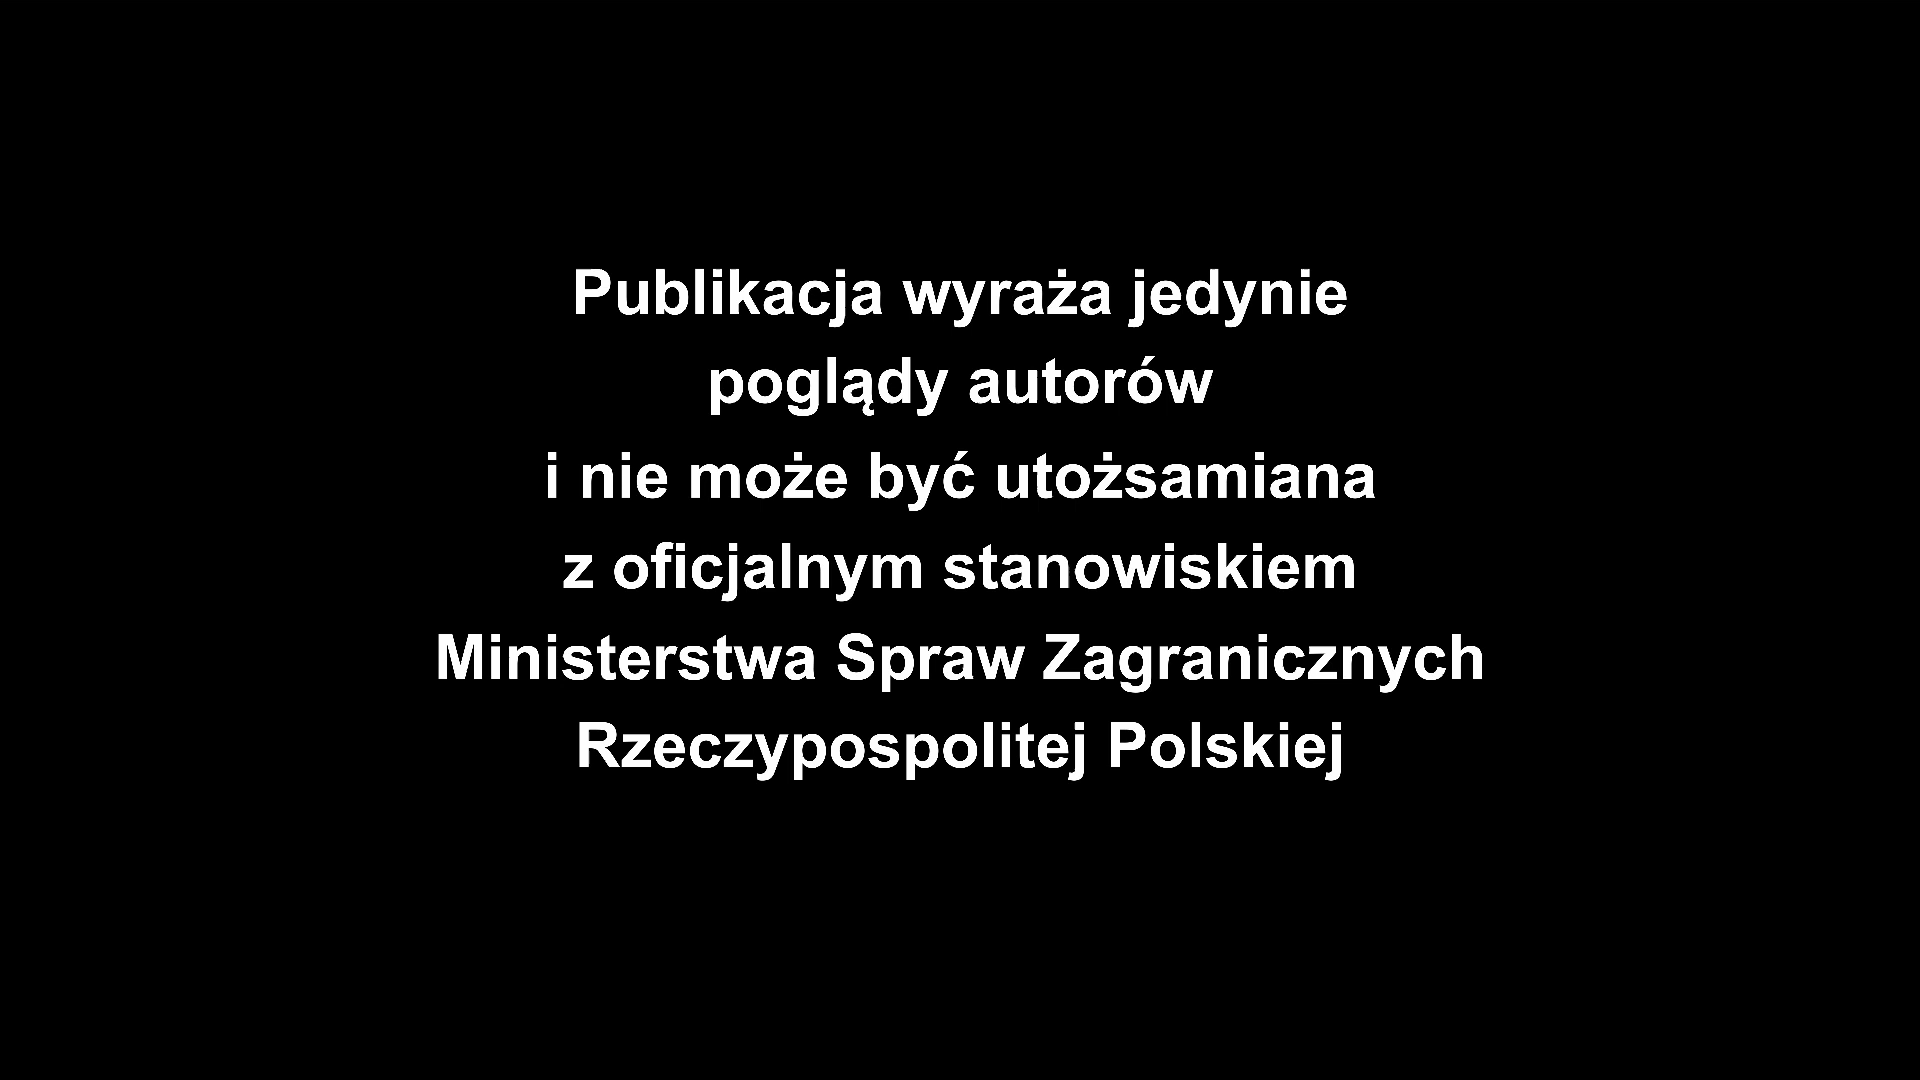 Publikacja wyraża jedynie
poglądy autorów
i nie może być utożsamiana
z oficjalnym stanowiskiem
Ministerstwa Spraw Zagranicznych
Rzeczypospolitej Polskiej